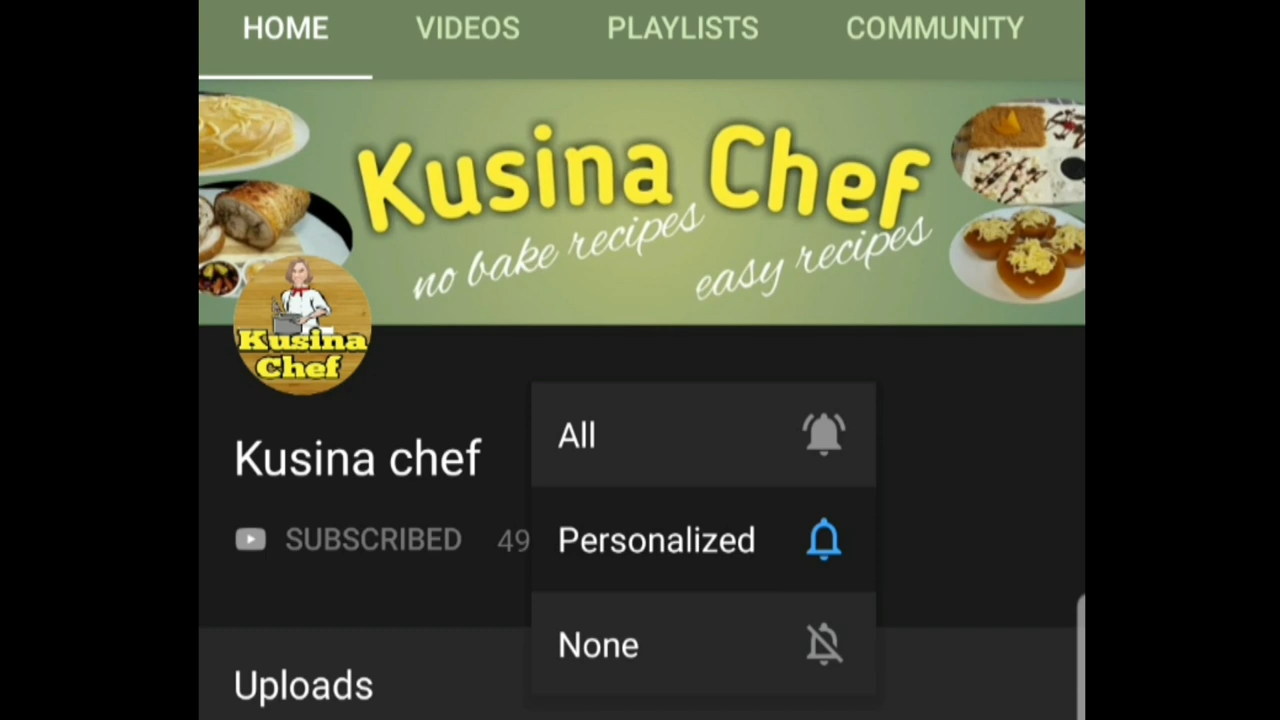 HOME VIDEOS PLAYLISTS COMMUNITY
Kusina Chef
no bake recipes
easy recipes
Kusina
Chef
Kusina chef
SUBSCRIBED 49
All
Personalized
None
Uploads